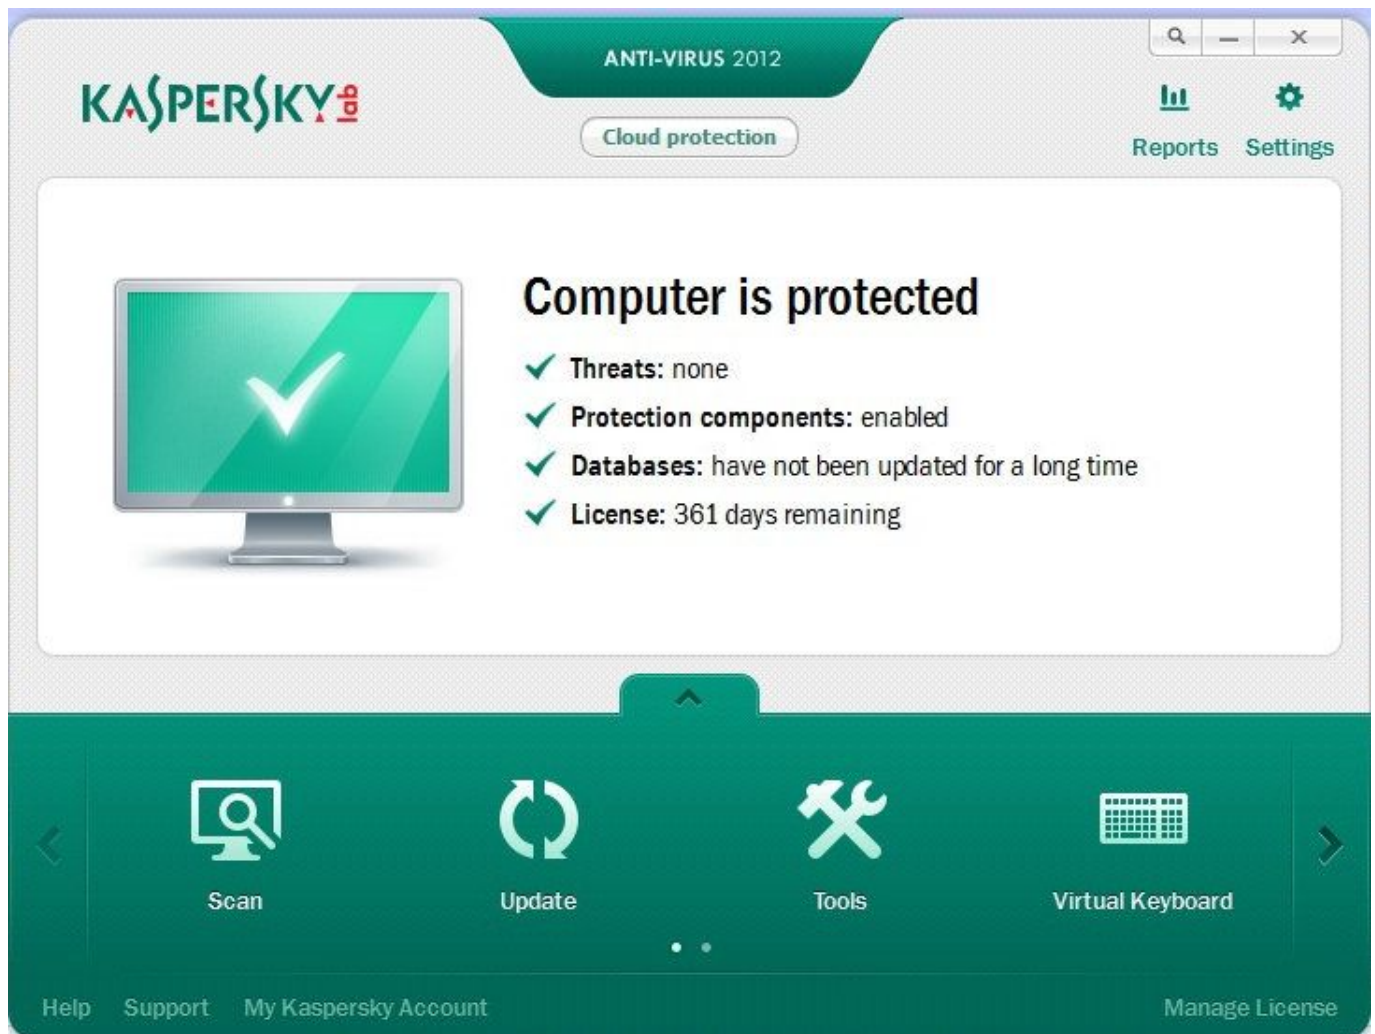 ANTI-VIRUS 2012
KASPERSKY lab
Cloud protection
Reports Settings
Computer is protected
Threats: none
Protection components: enabled
Databases: have not been updated for a long time
License: 361 days remaining
Scan Update Tools Virtual Keyboard
Help Support My Kaspersky Account Manage License